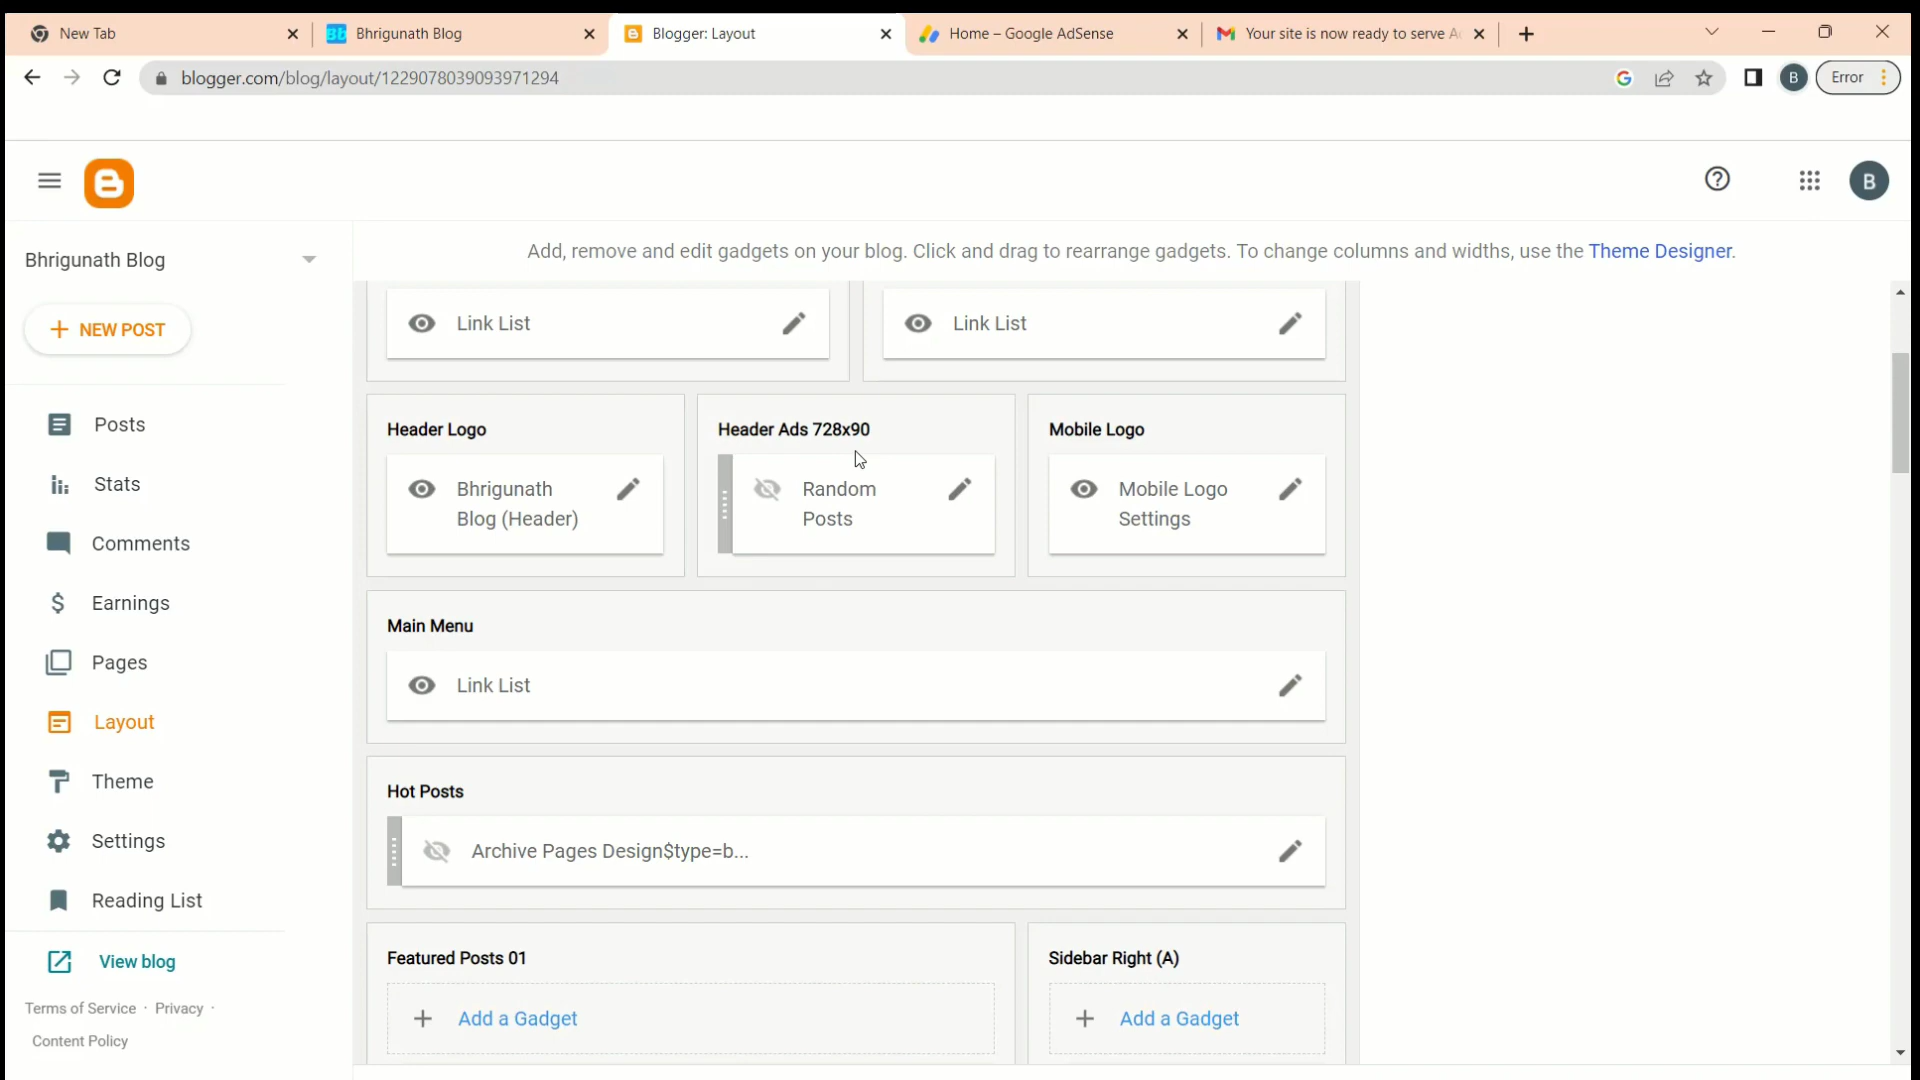 New Tab
Bhrigunath Blog
Blogger: Layout
Home – Google AdSense
Your site is now ready to serve A
blogger.com/blog/layout/1229078039093971294
B
Error
B
Bhrigunath Blog
Add, remove and edit gadgets on your blog. Click and drag to rearrange gadgets. To change columns and widths, use the Theme Designer.
NEW POST
Posts
Stats
Comments
Earnings
Pages
Layout
Theme
Settings
Reading List
View blog
Terms of Service · Privacy ·
Content Policy
Link List
Link List
Header Logo
Bhrigunath
Blog (Header)
Header Ads 728x90
Random
Posts
Mobile Logo
Mobile Logo
Settings
Main Menu
Link List
Hot Posts
Archive Pages Design$type=b...
Featured Posts 01
Add a Gadget
Sidebar Right (A)
Add a Gadget